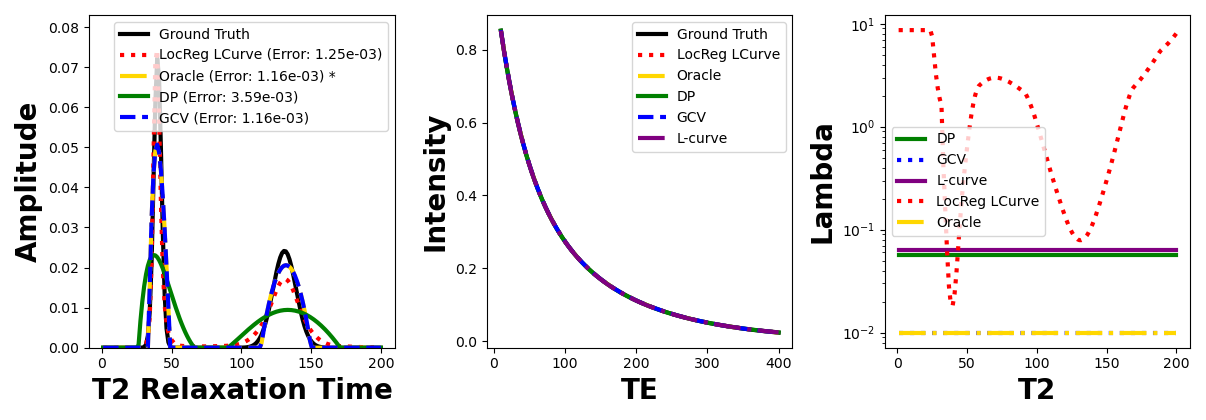 0.08
0.07
0.06
0.05
0.04
0.03
0.02
0.01
0.00
Amplitude
Ground Truth
LocReg LCurve (Error: 1.25e-03)
Oracle (Error: 1.16e-03) *
DP (Error: 3.59e-03)
GCV (Error: 1.16e-03)
0 50 100 150 200
T2 Relaxation Time
0.8
0.6
0.4
0.2
0.0
Intensity
Ground Truth
LocReg LCurve
Oracle
DP
GCV
L-curve
0 100 200 300 400
TE
10¹
10⁰
10⁻¹
10⁻²
Lambda
DP
GCV
L-curve
LocReg LCurve
Oracle
0 50 100 150 200
T2